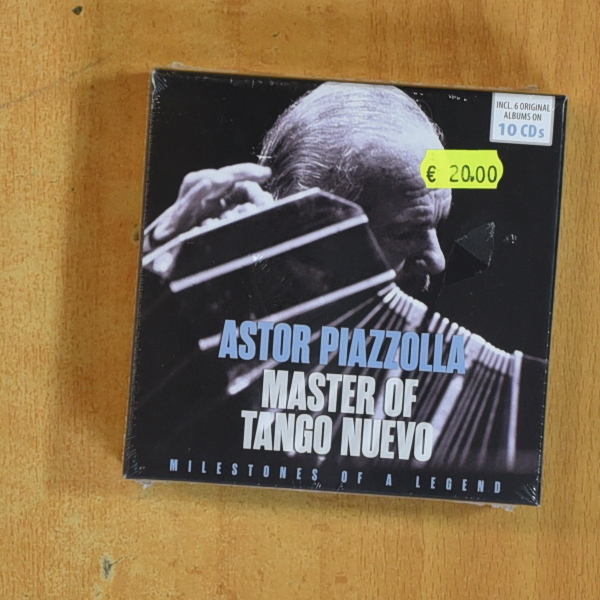 INCL. 6 ORIGINAL
ALBUMS ON
10 CDs
€ 20.00
ASTOR PIAZZOLLA
MASTER OF
TANGO NUEVO
MILESTONES OF A LEGEND